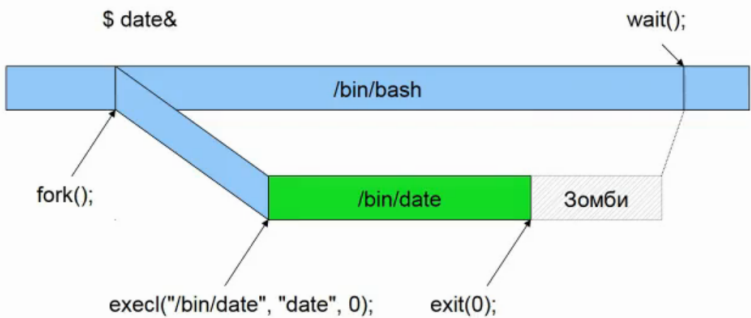 $ date&
wait();
/bin/bash
fork();
/bin/date
Зомби
execl("/bin/date", "date", 0);
exit(0);